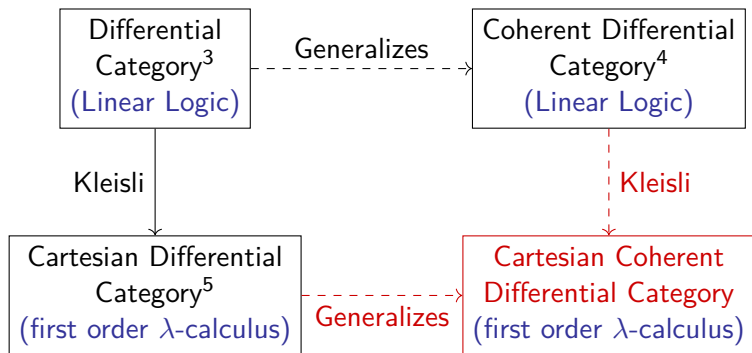 Differential
Category³
(Linear Logic)
Generalizes
Coherent Differential
Category⁴
(Linear Logic)
Kleisli
Kleisli
Cartesian Differential
Category⁵
(first order λ-calculus)
Generalizes
Cartesian Coherent
Differential Category
(first order λ-calculus)